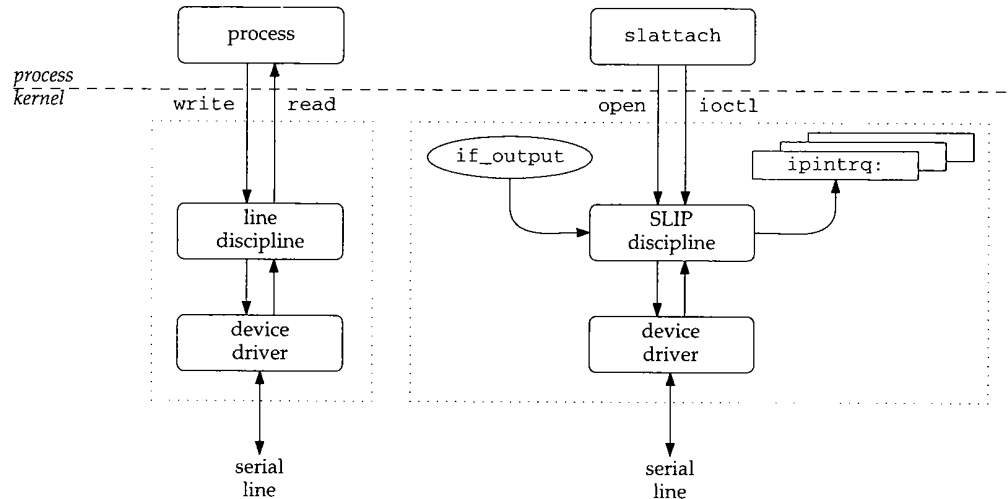 process
slattach
process
kernel
write
read
open
ioctl
if_output
ipintrq:
line
discipline
SLIP
discipline
device
driver
device
driver
serial
line
serial
line